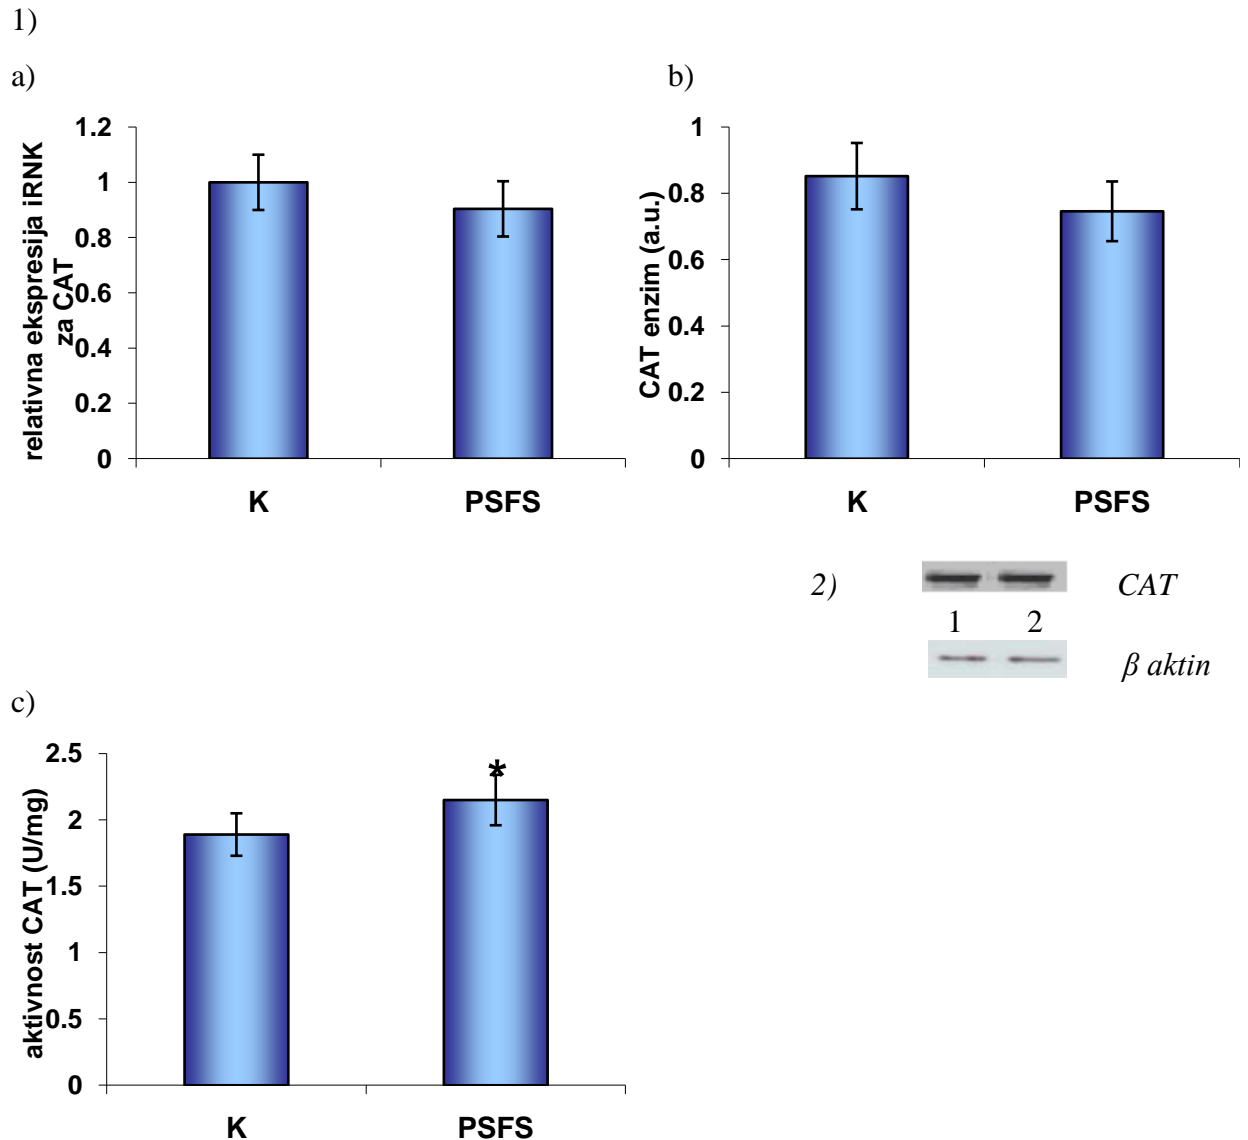 1)
a)
b)
relativna ekspresija iRNK
za CAT
1.2
1
0.8
0.6
0.4
0.2
0
K
PSFS
CAT enzim (a.u.)
1
0.8
0.6
0.4
0.2
0
K
PSFS
2)
CAT
1 2
β aktin
c)
aktivnost CAT (U/mg)
2.5
2
1.5
1
0.5
0
*
K
PSFS